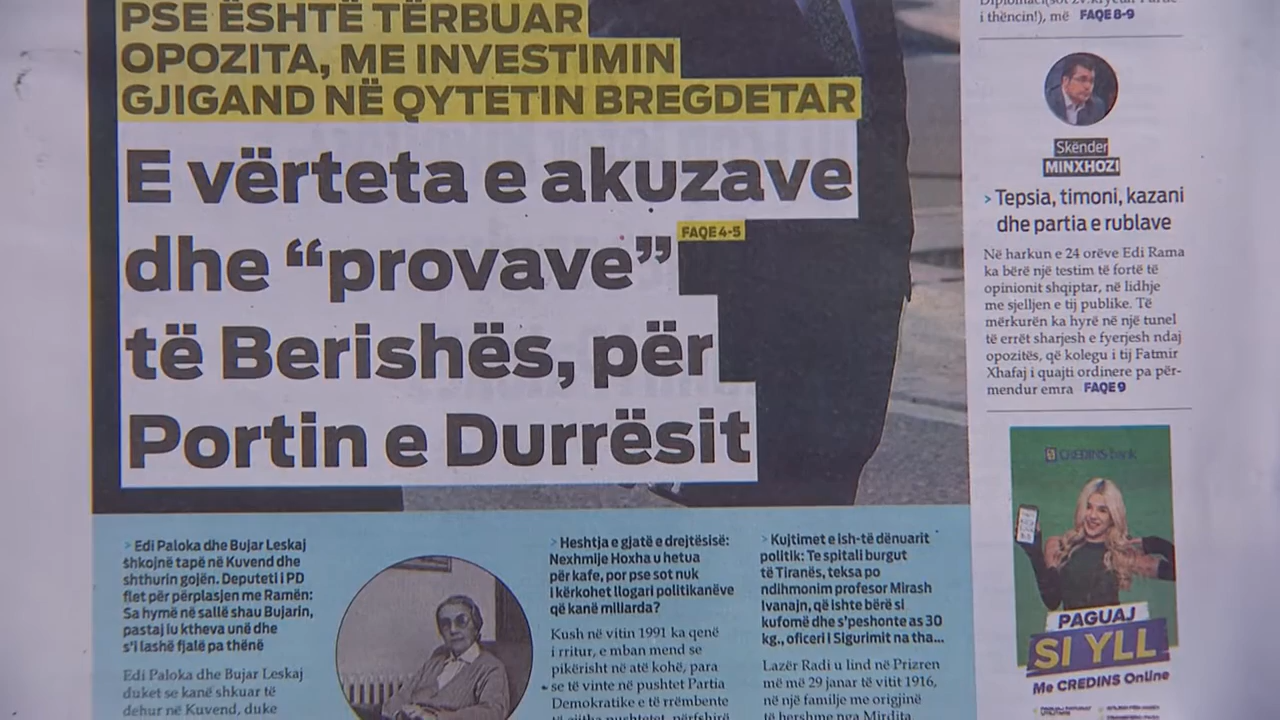 PSE ËSHTË TËRBUAR
OPOZITA, ME INVESTIMIN
GJIGAND NË QYTETIN BREGDETAR
E vërteta e akuzave
dhe “provave”
FAQE 4-5
të Berishës, për
Portin e Durrësit
i thëncin!), më FAQE 8-9
Skënder
MINXHOZI
> Tepsia, timoni, kazani
dhe partia e rublave
Në harkun e 24 orëve Edi Rama
ka bërë një testim të fortë të
opinionit shqiptar, në lidhje
me sjelljen e tij publike. Të
mërkurën ka hyrë në një tunel
të errët sharjesh e fyerjesh ndaj
opozitës, që kolegu i tij Fatmir
Xhafaj i quajti ordinere pa për-
mendur emra FAQE 9
CREDINS bank
PAGUAJ
SI YLL
Me CREDINS Online
> Edi Paloka dhe Bujar Leskaj
shkojnë tapë në Kuvend dhe
shthurin gojën. Deputeti i PD
flet për përplasjen me Ramën:
Sa hymë në sallë shau Bujarin,
pastaj iu ktheva unë dhe
s'i lashë fjalë pa thënë
Edi Paloka dhe Bujar Leskaj
duket se kanë shkuar të
dehur në Kuvend, duke
> Heshtja e gjatë e drejtësisë:
Nexhmije Hoxha u hetua
për kafe, por pse sot nuk
i kërkohet llogari politikanëve
që kanë miliarda?
Kush në vitin 1991 ka qenë
i rritur, e mban mend se
pikërisht në atë kohë, para
se të vinte në pushtet Partia
Demokratike e të rrëmbente
të gjitha pushtetet, përfshirë
> Kujtimet e ish-të dënuarit
politik: Te spitali burgut
të Tiranës, teksa po
ndihmonim profesor Mirash
Ivanajn, që ishte bërë si
kufomë dhe s'peshonte as 30
kg., oficeri i Sigurimit na tha...
Lazër Radi u lind në Prizren
më më 29 janar të vitit 1916,
në një familje me origjinë
të hershme nga Mirdita